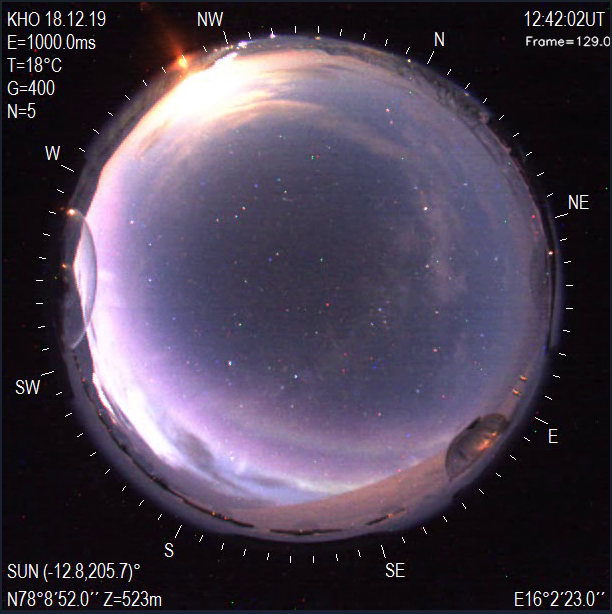 KHO 18.12.19
E=1000.0ms
T=18°C
G=400
N=5
12:42:02UT
Frame=129.0
NW
N
W
NE
SW
E
S
SE
SUN (-12.8,205.7)°
N78°8´52.0´´ Z=523m
E16°2´23.0´´